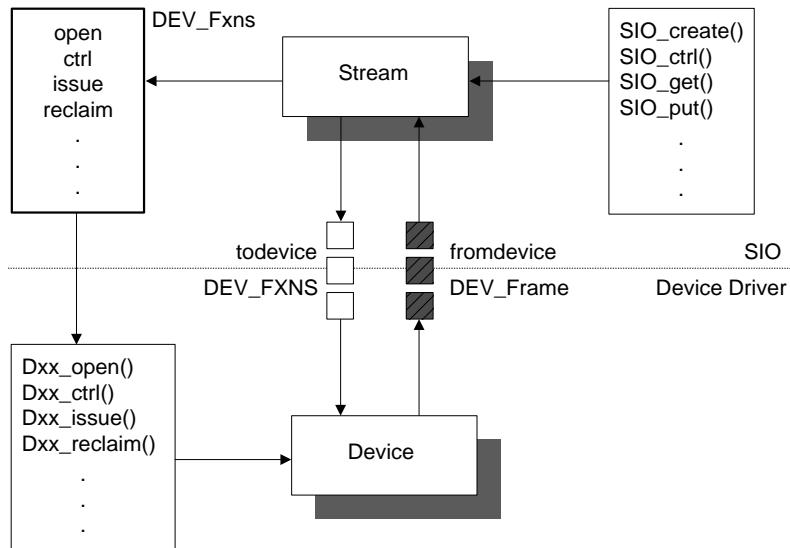 DEV_Fxns
open
ctrl
issue
reclaim
.
.
.
Stream
SIO_create()
SIO_ctrl()
SIO_get()
SIO_put()
.
.
.
todevice
fromdevice
SIO
DEV_FXNS
DEV_Frame
Device Driver
Dxx_open()
Dxx_ctrl()
Dxx_issue()
Dxx_reclaim()
.
.
.
Device